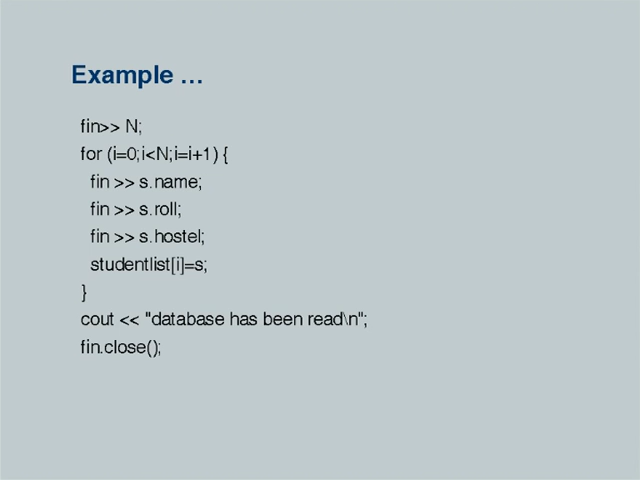 Example …
fin>> N;
for (i=0;i<N;i=i+1) {
fin >> s.name;
fin >> s.roll;
fin >> s.hostel;
studentlist[i]=s;
}
cout << "database has been read\n";
fin.close();